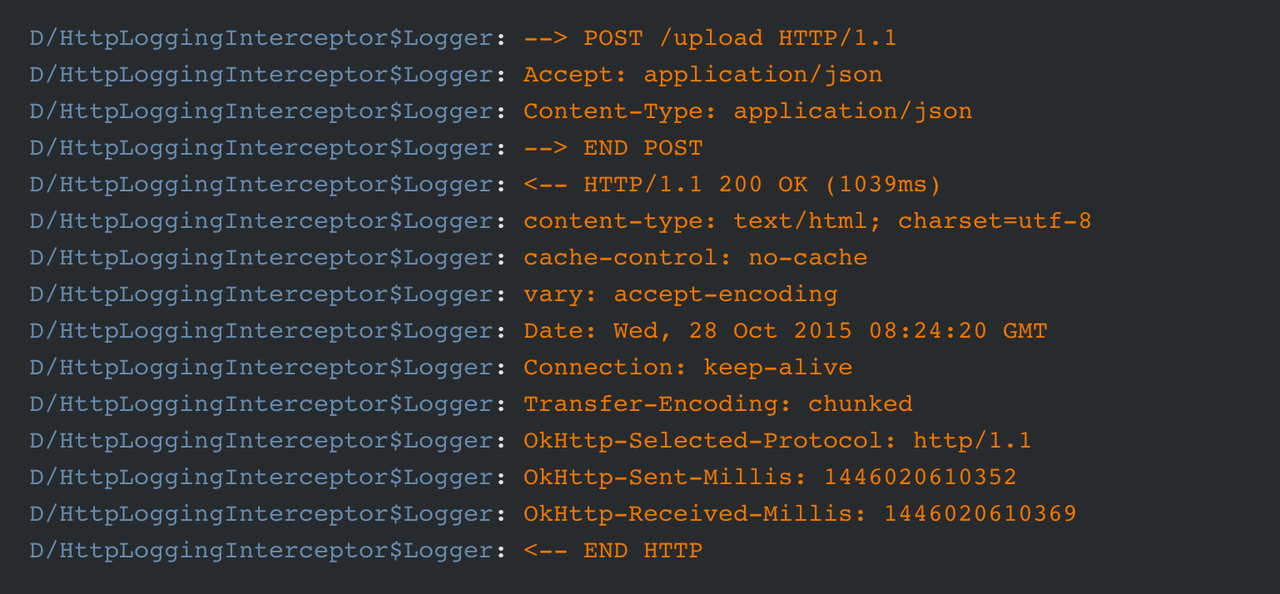 D/HttpLoggingInterceptor$Logger: --> POST /upload HTTP/1.1
D/HttpLoggingInterceptor$Logger: Accept: application/json
D/HttpLoggingInterceptor$Logger: Content-Type: application/json
D/HttpLoggingInterceptor$Logger: --> END POST
D/HttpLoggingInterceptor$Logger: <-- HTTP/1.1 200 OK (1039ms)
D/HttpLoggingInterceptor$Logger: content-type: text/html; charset=utf-8
D/HttpLoggingInterceptor$Logger: cache-control: no-cache
D/HttpLoggingInterceptor$Logger: vary: accept-encoding
D/HttpLoggingInterceptor$Logger: Date: Wed, 28 Oct 2015 08:24:20 GMT
D/HttpLoggingInterceptor$Logger: Connection: keep-alive
D/HttpLoggingInterceptor$Logger: Transfer-Encoding: chunked
D/HttpLoggingInterceptor$Logger: OkHttp-Selected-Protocol: http/1.1
D/HttpLoggingInterceptor$Logger: OkHttp-Sent-Millis: 1446020610352
D/HttpLoggingInterceptor$Logger: OkHttp-Received-Millis: 1446020610369
D/HttpLoggingInterceptor$Logger: <-- END HTTP